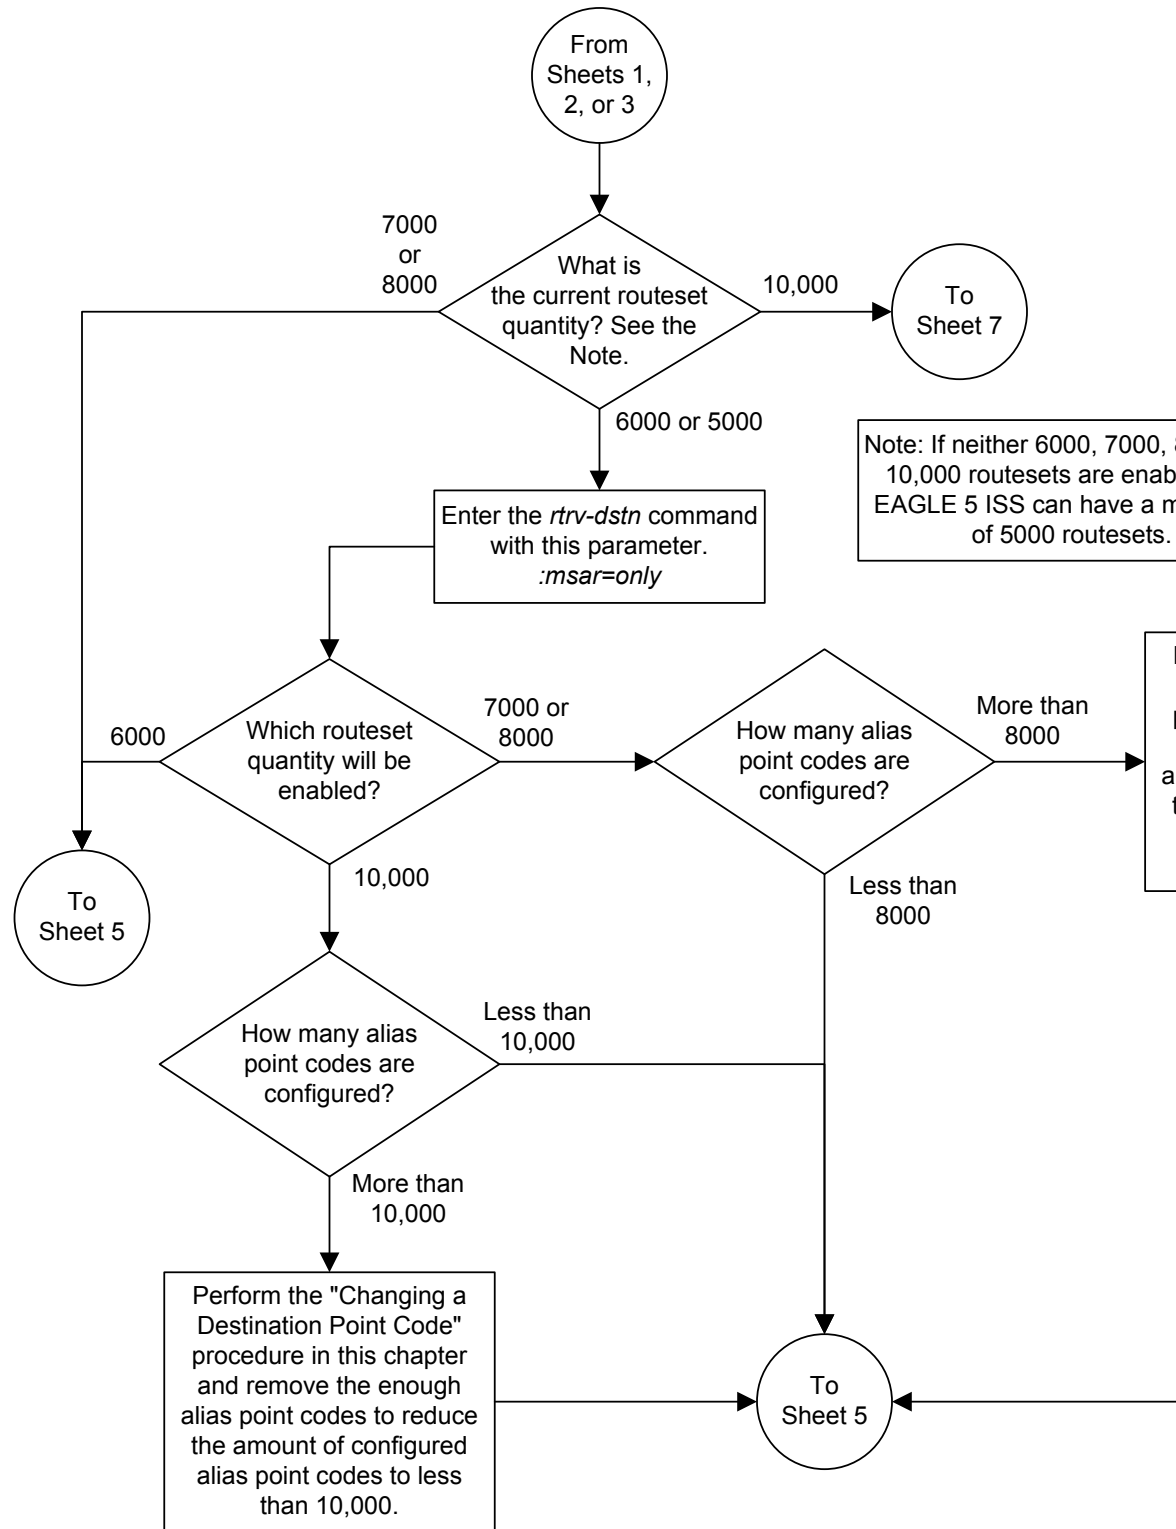 From
Sheets 1,
2, or 3
7000
or
8000
What is
the current routeset
quantity? See the
Note.
10,000
To
Sheet 7
6000 or 5000
Note: If neither 6000, 7000,
10,000 routesets are
EAGLE 5 ISS can have a
of 5000 routesets.
Enter the rtrv-dstn command
with this parameter.
:msar=only
6000
Which routeset
quantity will be
enabled?
7000 or
8000
How many alias
point codes are
configured?
More than
8000
To
Sheet 5
10,000
Less than
8000
How many alias
point codes are
configured?
Less than
10,000
More than
10,000
Perform the "Changing a
Destination Point Code"
procedure in this chapter
and remove the enough
alias point codes to reduce
the amount of configured
alias point codes to less
than 10,000.
To
Sheet 5